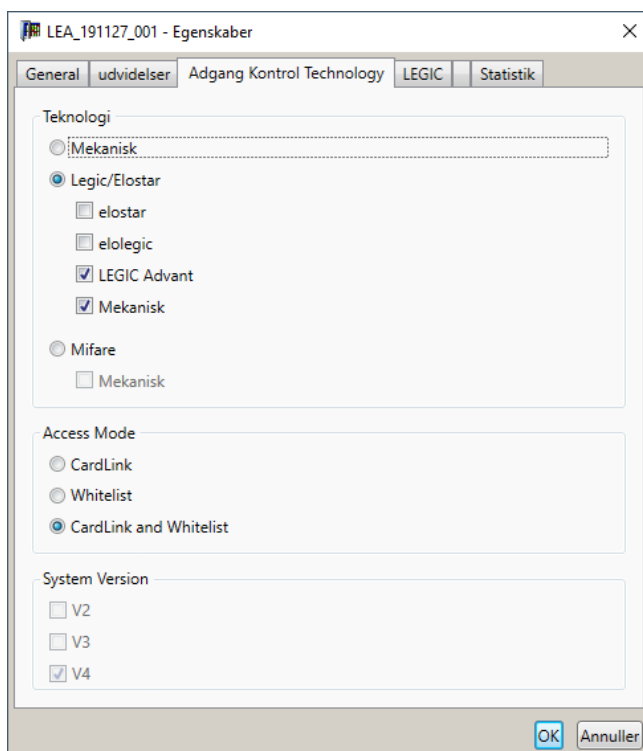 LEA_191127_001 - Egenskaber
General udvidelser Adgang Kontrol Technology LEGIC Statistik
Teknologi
Mekanisk
Legic/Elostar
elostar
elolegic
LEGIC Advant
Mekanisk
Mifare
Mekanisk
Access Mode
CardLink
Whitelist
CardLink and Whitelist
System Version
V2
V3
V4
OK Annuller